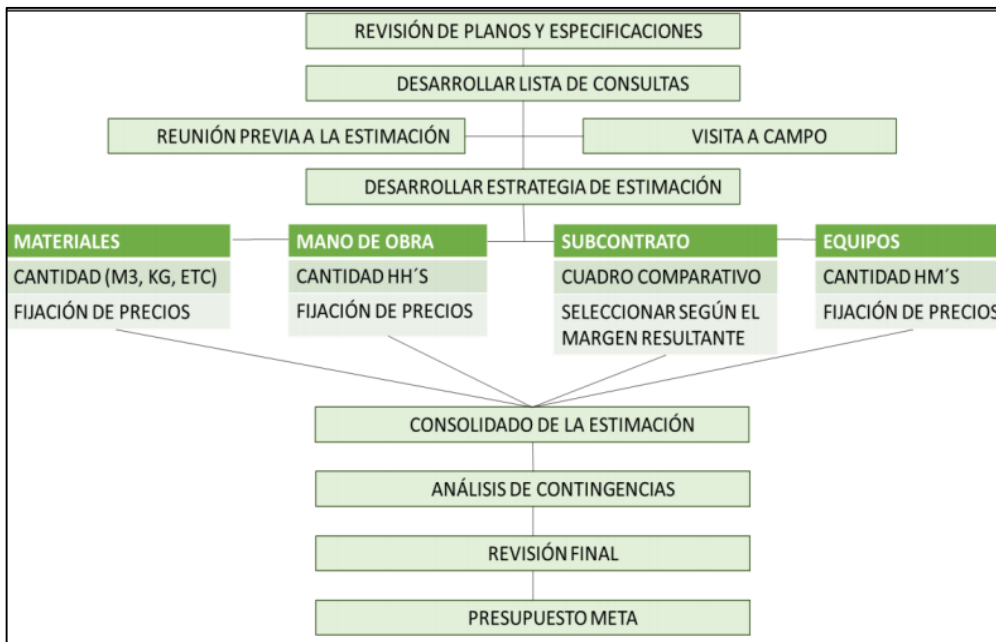 REVISIÓN DE PLANOS Y ESPECIFICACIONES
DESARROLLAR LISTA DE CONSULTAS
REUNIÓN PREVIA A LA ESTIMACIÓN
VISITA A CAMPO
DESARROLLAR ESTRATEGIA DE ESTIMACIÓN
MATERIALES
CANTIDAD (M3, KG, ETC)
FIJACIÓN DE PRECIOS
MANO DE OBRA
CANTIDAD HH´S
FIJACIÓN DE PRECIOS
SUBCONTRATO
CUADRO COMPARATIVO
SELECCIONAR SEGÚN EL
MARGEN RESULTANTE
EQUIPOS
CANTIDAD HM´S
FIJACIÓN DE PRECIOS
CONSOLIDADO DE LA ESTIMACIÓN
ANÁLISIS DE CONTINGENCIAS
REVISIÓN FINAL
PRESUPUESTO META